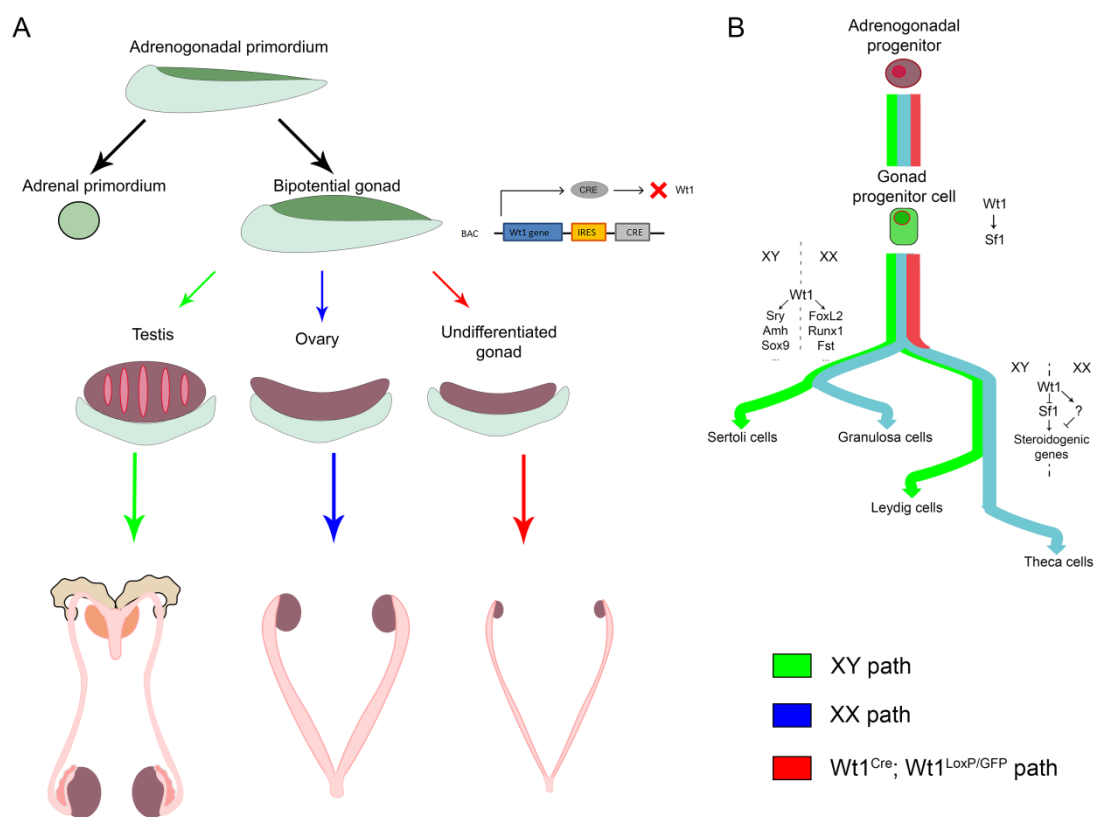 A
Adrenogonadal primordium
Adrenal primordium
Bipotential gonad
CRE
Wt1
BAC
Wt1 gene
IRES
CRE
Testis
Ovary
Undifferentiated
gonad
B
Adrenogonadal
progenitor
Gonad
progenitor cell
Wt1
Sf1
XY
XX
Wt1
Sry
FoxL2
Amh
Runx1
Sox9
Fst
...
...
XY
XX
Wt1
Sf1
?
Steroidogenic
genes
Sertoli cells
Granulosa cells
Leydig cells
Theca cells
XY path
XX path
Wt1Cre; Wt1LoxP/GFP path